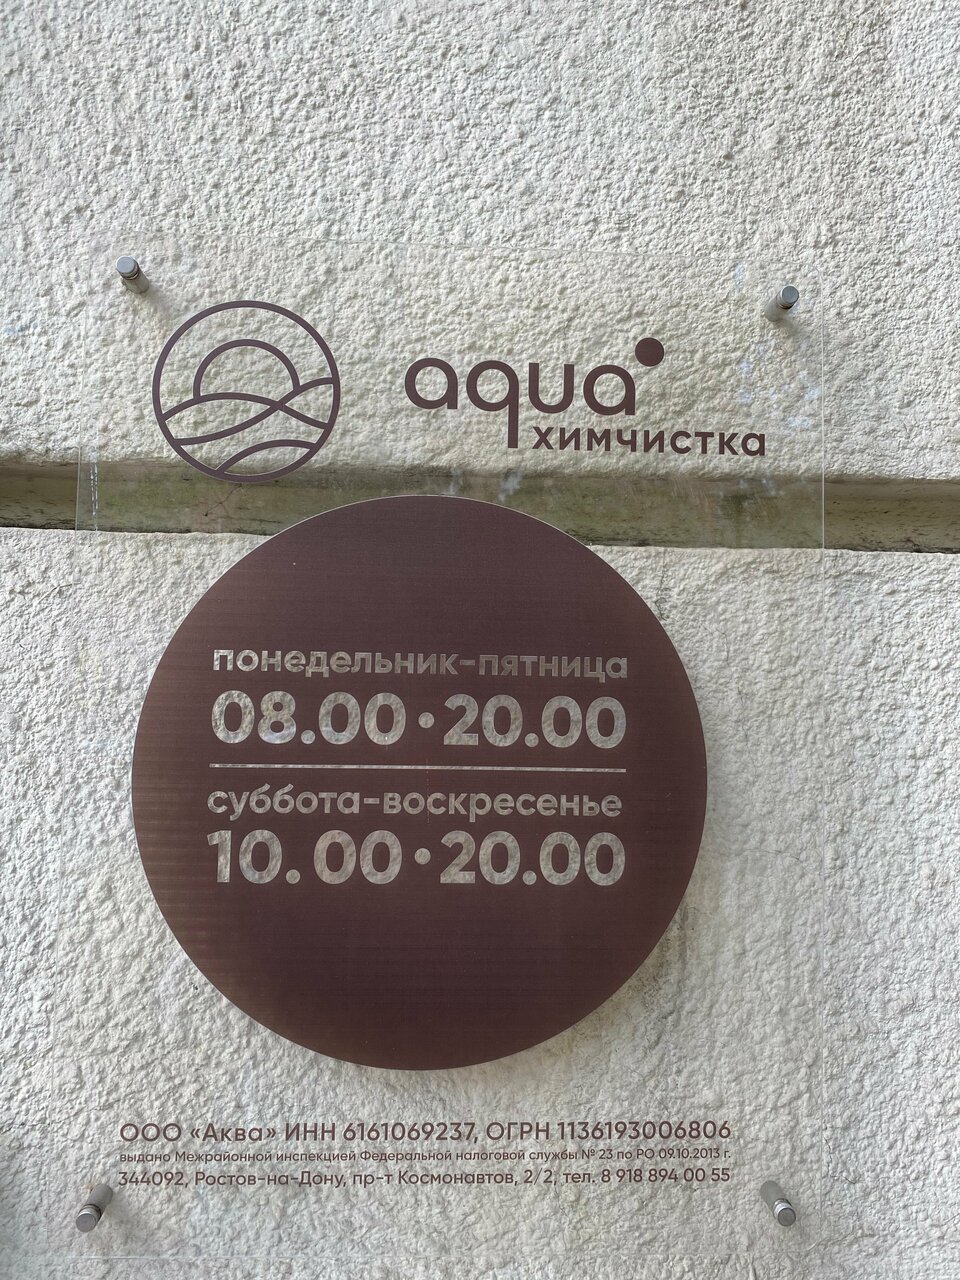 aqua
химчистка
понедельник-пятница
08.00•20.00
суббота-воскресенье
10.00•20.00
ООО «Аква» ИНН 6161069237, ОГРН 1136193006806
выдано Межрайонной инспекцией Федеральной налоговой службы № 23 по РО 09.10.2013 г.
344092, Ростов-на-Дону, пр-т Космонавтов, 2/2, тел. 8 918 894 00 55